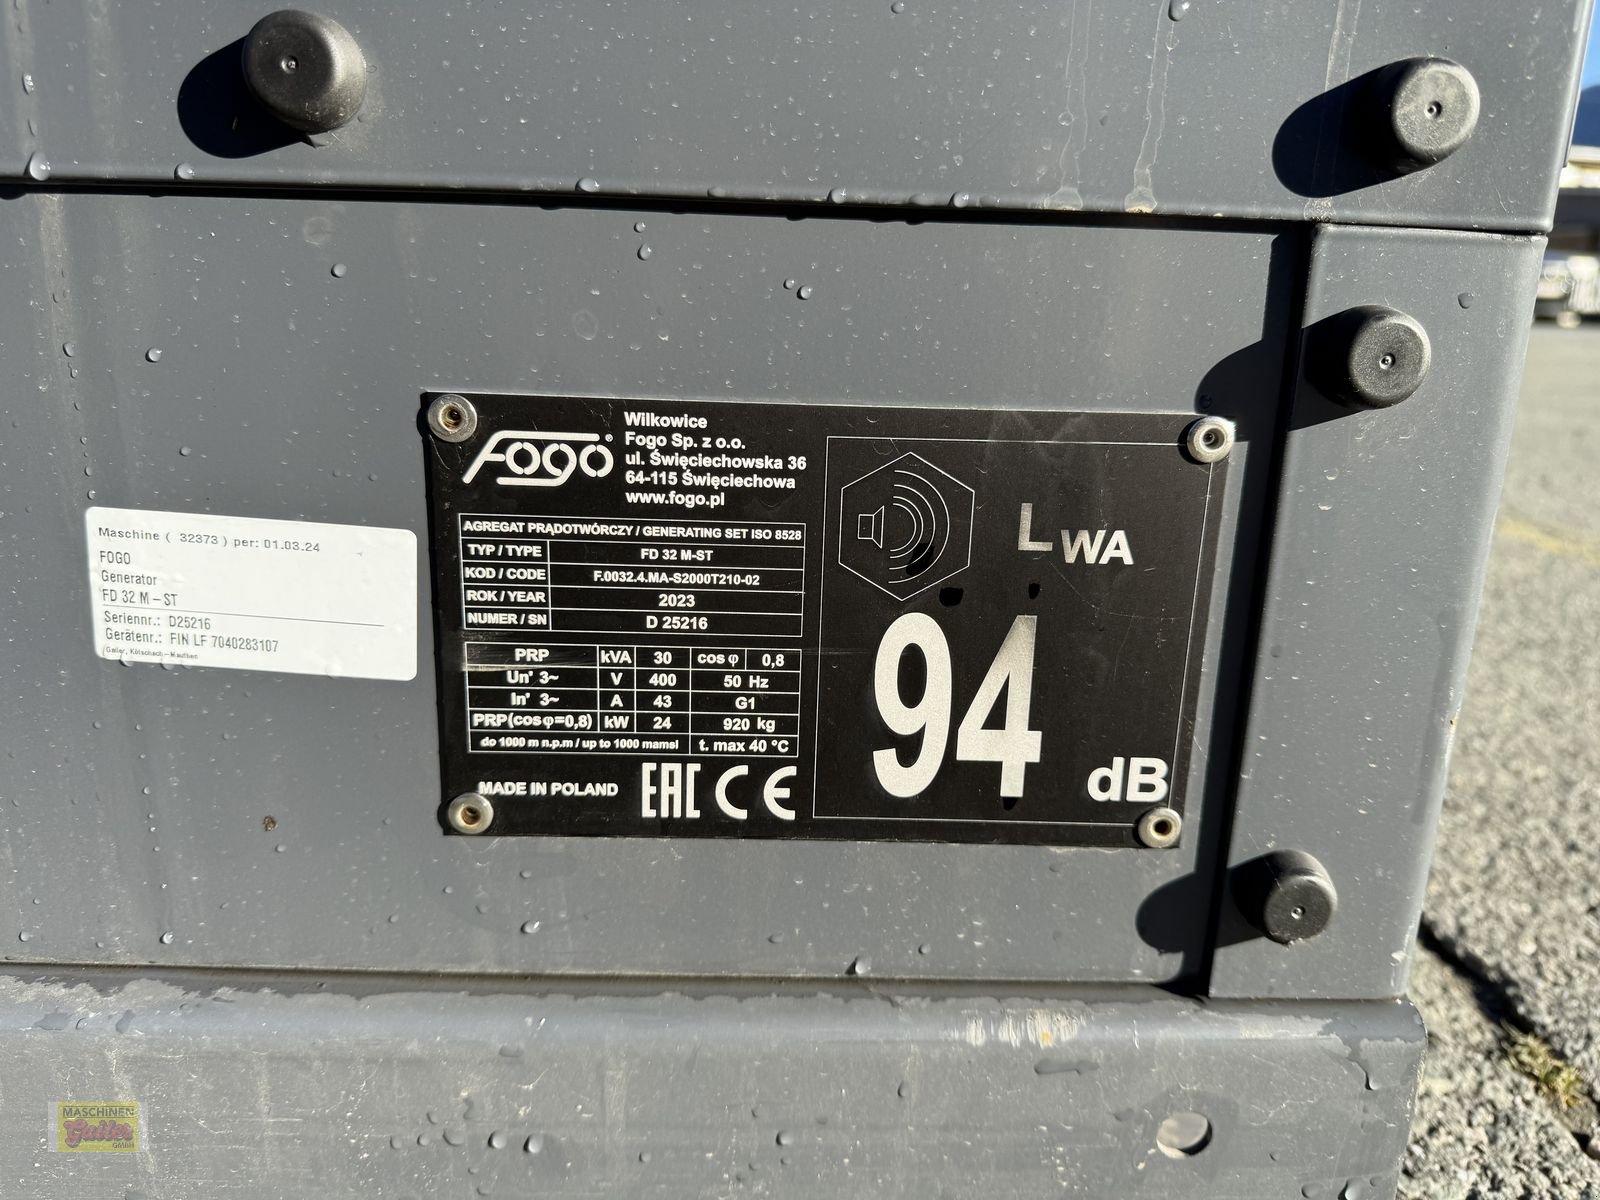 Maschine ( 32373 ) per: 01.03.24
FOGO
Generator
FD 32 M – ST
Seriennr.: D25216
Gerätenr.: FIN LF 7040283107
Gailer, Kötschach-Mauthen
FOGO®
Wilkowice
Fogo Sp. z o.o.
ul. Święciechowska 36
64-115 Święciechowa
www.fogo.pl
AGREGAT PRĄDOTWÓRCZY / GENERATING SET ISO 8528
TYP / TYPE FD 32 M-ST
KOD / CODE F.0032.4.MA-S2000T210-02
ROK / YEAR 2023
NUMER / SN D 25216
PRP kVA 30 cos φ 0,8
Un' 3~ V 400 50 Hz
In' 3~ A 43 G1
PRP(cosφ=0,8) kW 24 920 kg
do 1000 m n.p.m / up to 1000 mamsl t. max 40 °C
MADE IN POLAND EAC CE
LWA
94
dB
MASCHINEN
Gailer
GMBH